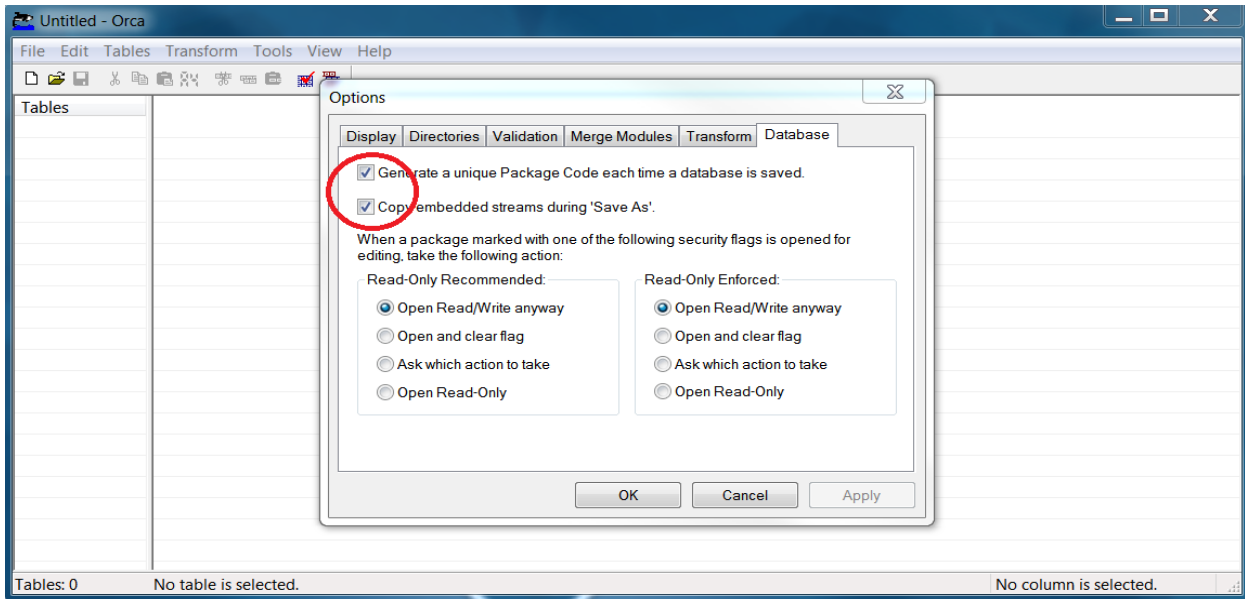 Untitled - Orca
File Edit Tables Transform Tools View Help
Tables
Options
Display Directories Validation Merge Modules Transform Database
Generate a unique Package Code each time a database is saved.
Copy embedded streams during 'Save As'.
When a package marked with one of the following security flags is opened for
editing, take the following action:
Read-Only Recommended:
Open Read/Write anyway
Open and clear flag
Ask which action to take
Open Read-Only
Read-Only Enforced:
Open Read/Write anyway
Open and clear flag
Ask which action to take
Open Read-Only
OK Cancel Apply
Tables: 0 No table is selected. No column is selected.